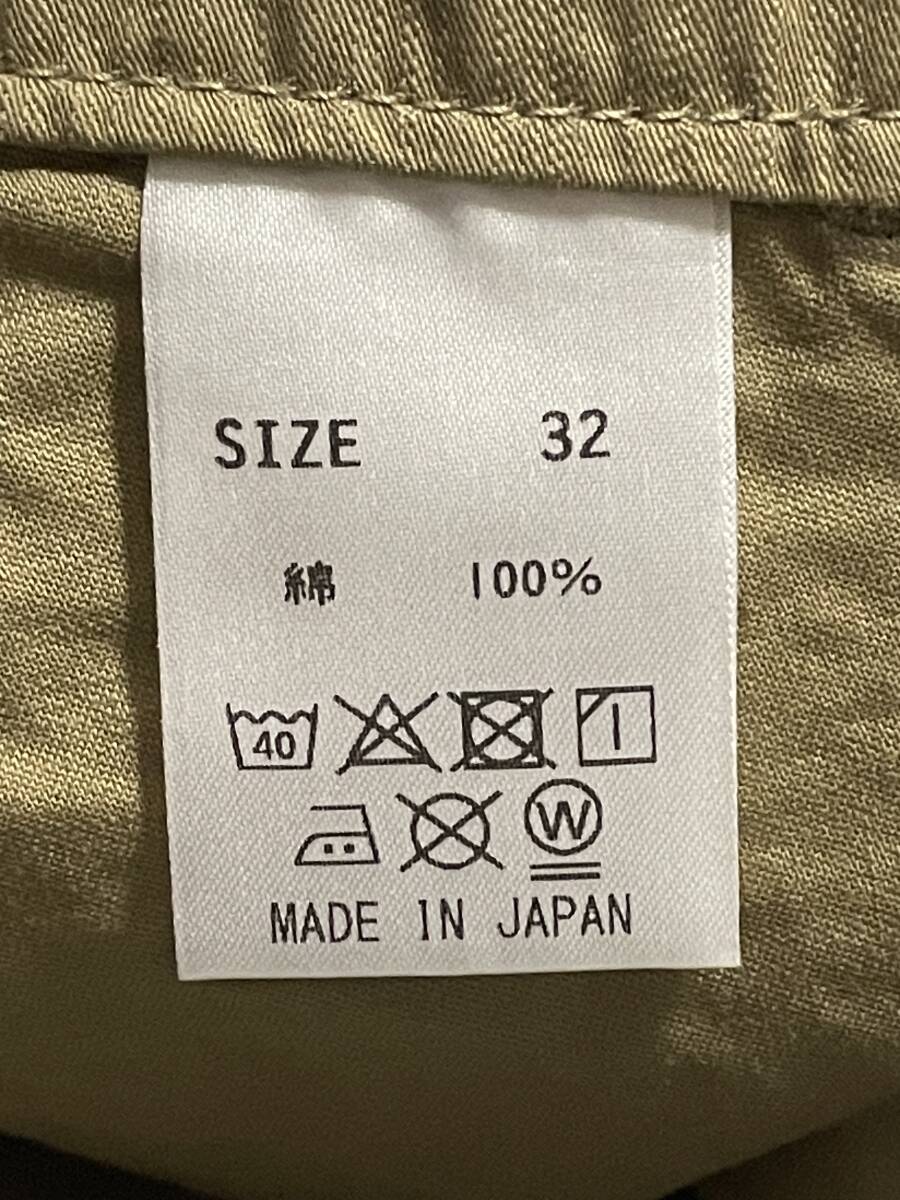 SIZE 32
綿 100%
40
W
MADE IN JAPAN